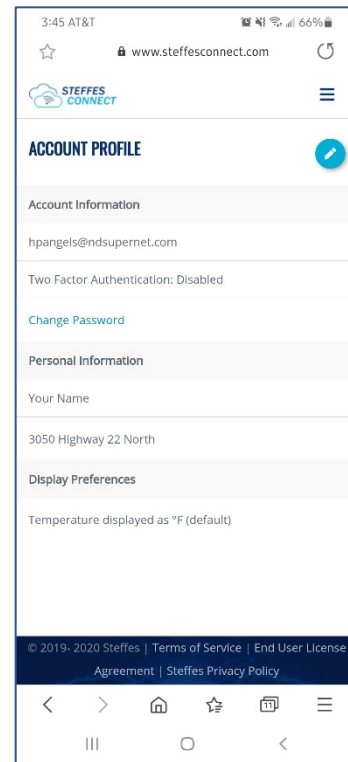 3:45 AT&T 66%
www.steffesconnect.com
STEFFES
CONNECT
ACCOUNT PROFILE
Account Information
hpangels@ndsupernet.com
Two Factor Authentication: Disabled
Change Password
Personal Information
Your Name
3050 Highway 22 North
Display Preferences
Temperature displayed as °F (default)
© 2019- 2020 Steffes | Terms of Service | End User License
Agreement | Steffes Privacy Policy
11